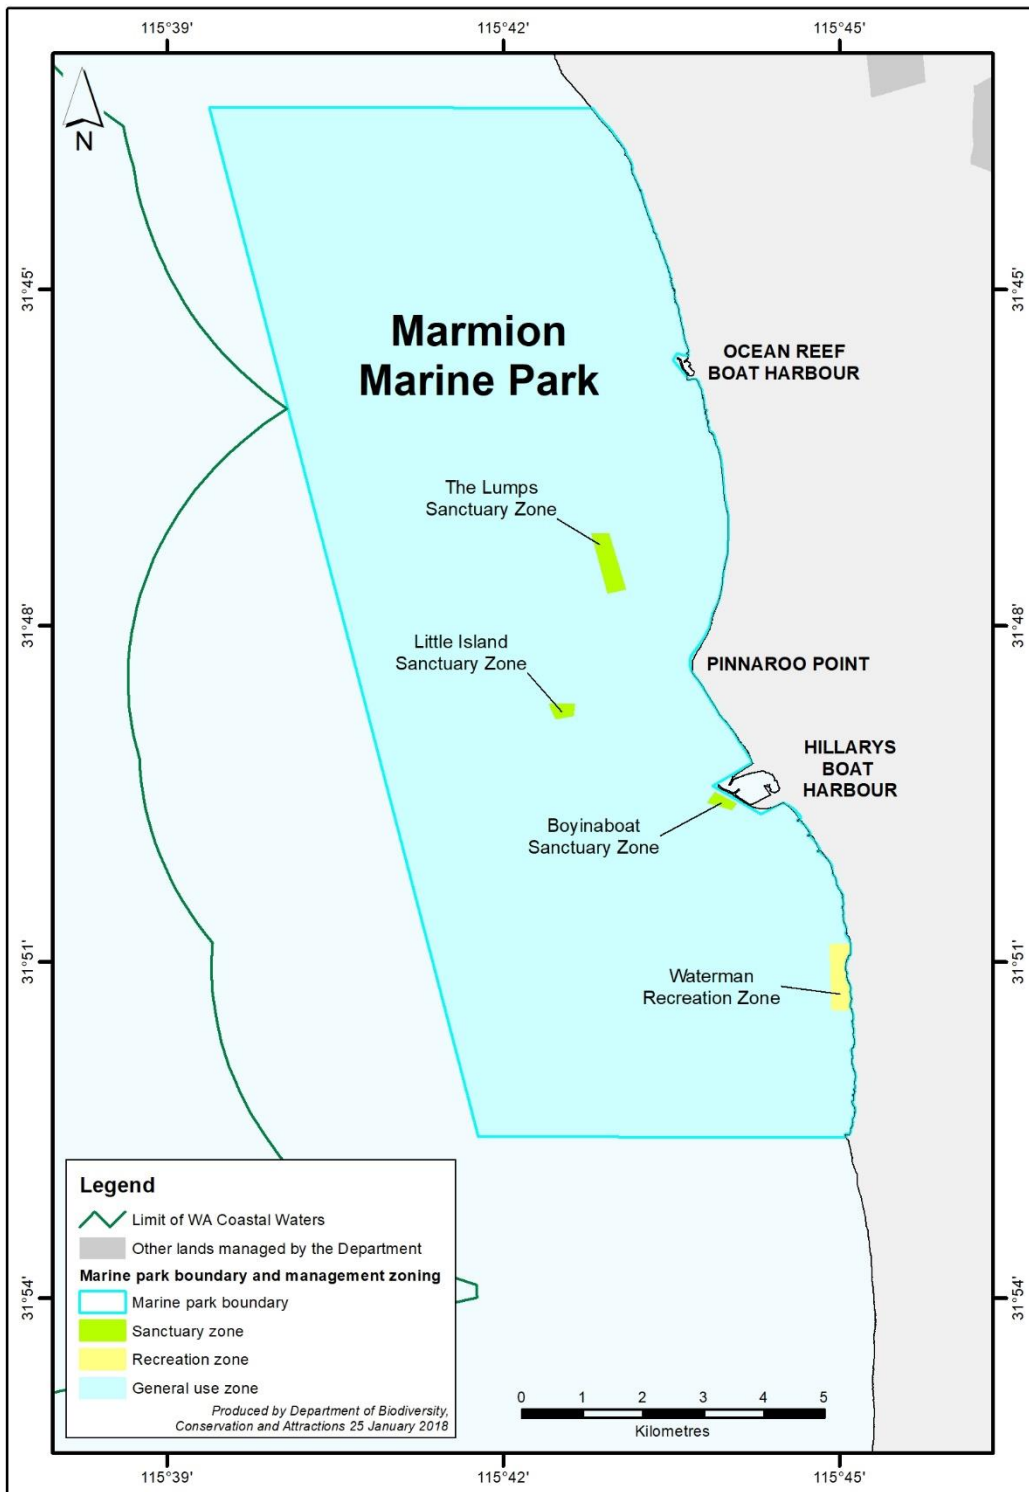 115°39'
115°42'
115°45'
N
31°45'
31°45'
Marmion
Marine Park
OCEAN REEF
BOAT HARBOUR
The Lumps
Sanctuary Zone
31°48'
31°48'
Little Island
Sanctuary Zone
PINNAROO POINT
HILLARYS
BOAT
HARBOUR
Boyinaboat
Sanctuary Zone
31°51'
31°51'
Waterman
Recreation Zone
Legend
Limit of WA Coastal Waters
Other lands managed by the Department
Marine park boundary and management zoning
Marine park boundary
Sanctuary zone
Recreation zone
General use zone
Produced by Department of Biodiversity,
Conservation and Attractions 25 January 2018
31°54'
31°54'
0 1 2 3 4 5
Kilometres
115°39'
115°42'
115°45'